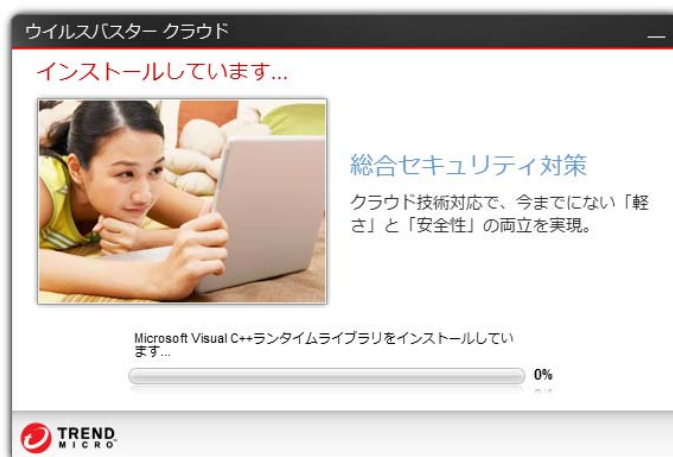 ウイルスバスター クラウド
インストールしています...
総合セキュリティ対策
クラウド技術対応で、今までにない「軽
さ」と「安全性」の両立を実現。
Microsoft Visual C++ランタイムライブラリをインストールしてい
ます...
0%
TREND
MICRO